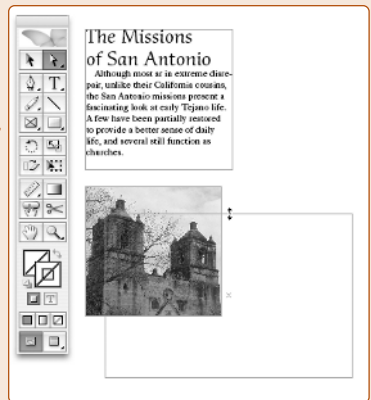 The Missions
of San Antonio
Although most ar in extreme disre-
pair, unlike their California cousins,
the San Antonio missions present a
fascinating look at early Tejano life.
A few have been partially restored
to provide a better sense of daily
life, and several still function as
churches.
T
T